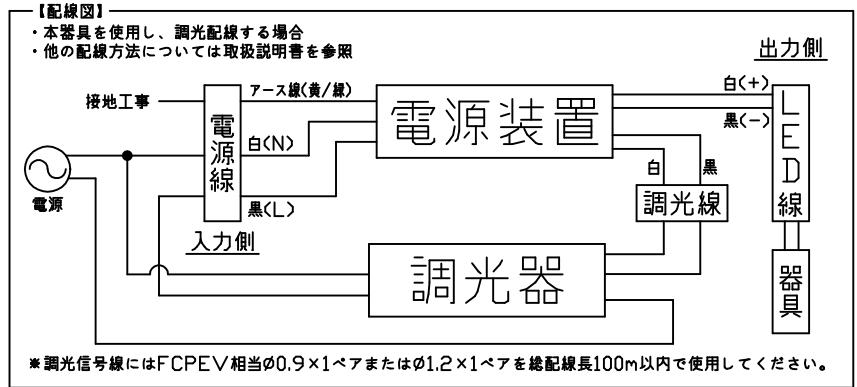 【配線図】
・本器具を使用し、調光配線する場合
・他の配線方法については取扱説明書を参照
出力側
接地工事
アース線(黄/緑)
白(+)
黒(−)
電源線
電源装置
LED線
白(N)
白
黒
電源
黒(L)
調光線
入力側
調光器
器具
※調光信号線にはFCPEV相当Ø0.9×1ペアまたはØ1.2×1ペアを総配線長100m以内で使用してください。